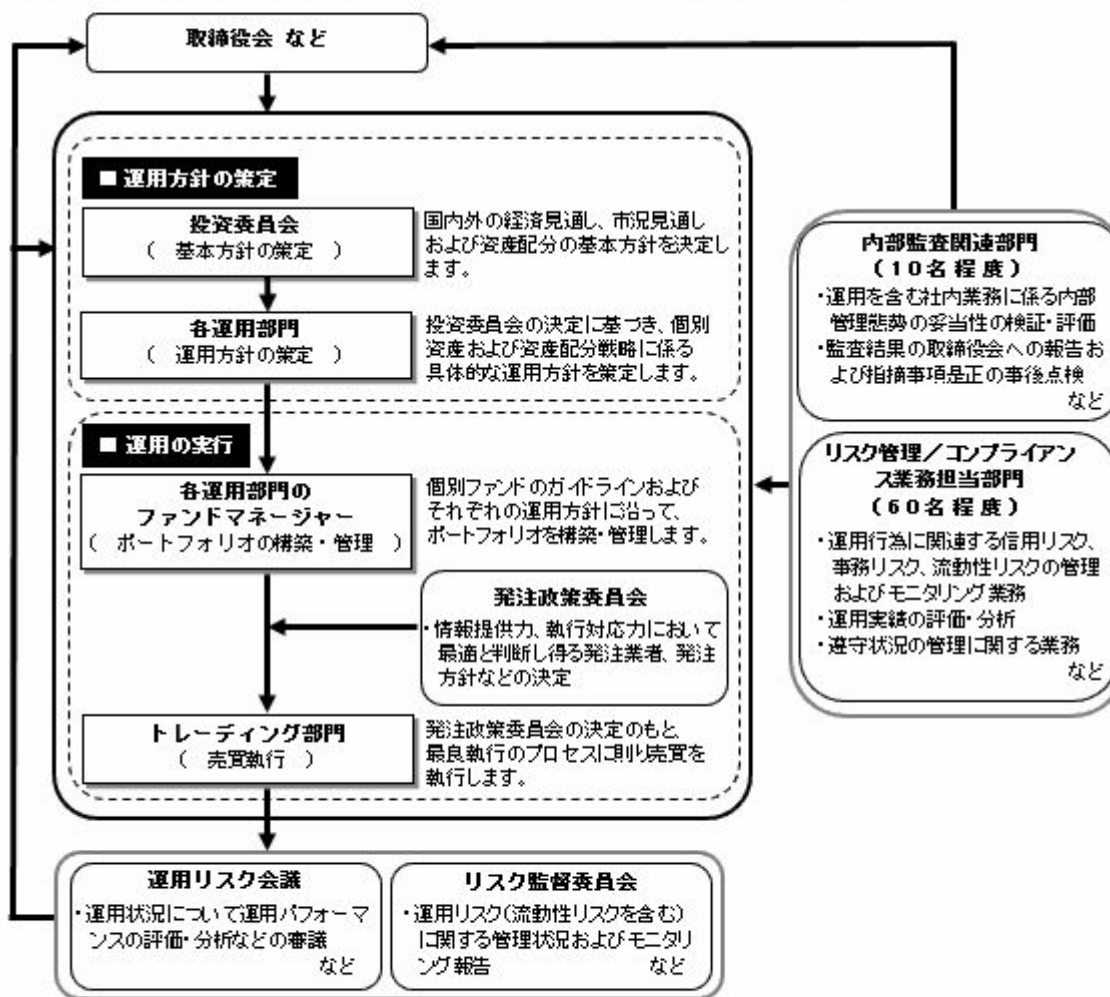 取締役会 など
■ 運用方針の策定
投資委員会
（ 基本方針の策定 ）
国内外の経済見通し、市況見通し
および資産配分の基本方針を決定し
ます。
各運用部門
（ 運用方針の策定 ）
投資委員会の決定に基づき、個別
資産および資産配分戦略に係る
具体的な運用方針を策定します。
■ 運用の実行
各運用部門の
ファンドマネージャー
（ ポートフォリオの構築・管理 ）
個別ファンドのガイドラインおよび
それぞれの運用方針に沿って、
ポートフォリオを構築・管理します。
発注政策委員会
・情報提供力、執行対応力において
最適と判断し得る発注業者、発注
方針などの決定
トレーディング部門
（ 売買執行 ）
発注政策委員会の決定のもと、
最良執行のプロセスに則り売買を
執行します。
内部監査関連部門
（10名程度）
・運用を含む社内業務に係る内部
管理態勢の妥当性の検証・評価
・監査結果の取締役会への報告お
よび指摘事項是正の事後点検
など
リスク管理／コンプライアン
ス業務担当部門
（60名程度）
・運用行為に関連する信用リスク、
事務リスク、流動性リスクの管理
およびモニタリング業務
・運用実績の評価・分析
・遵守状況の管理に関する業務
など
運用リスク会議
・運用状況について運用パフォーマ
ンスの評価・分析などの審議
など
リスク監督委員会
・運用リスク（流動性リスクを含む）
に関する管理状況およびモニタリ
ング報告 など